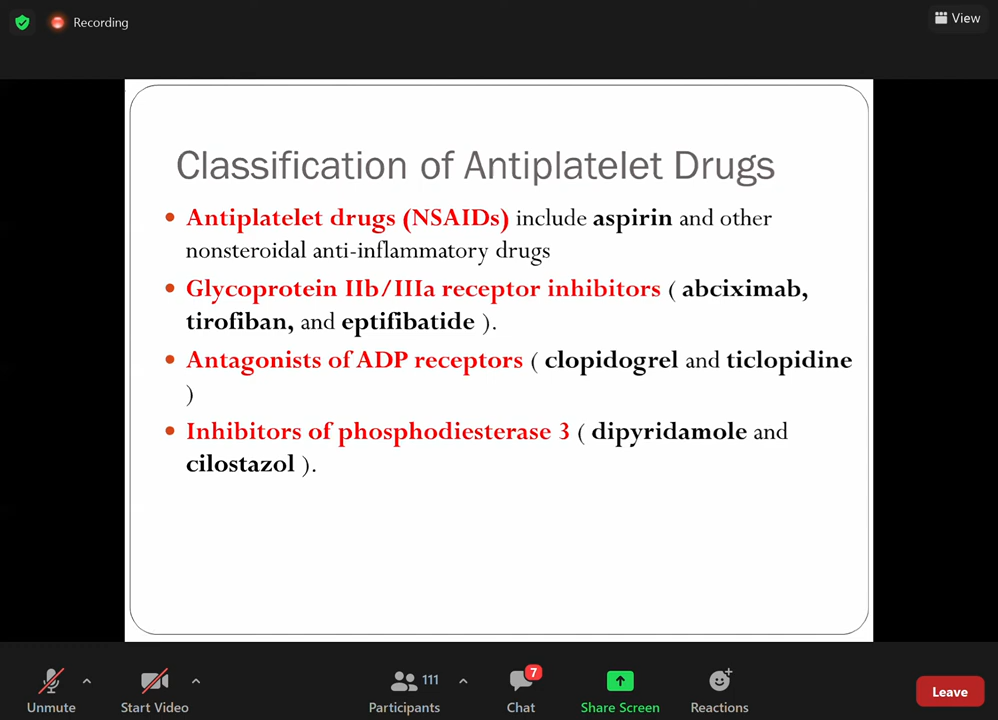 Recording
View
Classification of Antiplatelet Drugs
• Antiplatelet drugs (NSAIDs) include aspirin and other
nonsteroidal anti-inflammatory drugs
• Glycoprotein IIb/IIIa receptor inhibitors ( abciximab,
tirofiban, and eptifibatide ).
• Antagonists of ADP receptors ( clopidogrel and ticlopidine
)
• Inhibitors of phosphodiesterase 3 ( dipyridamole and
cilostazol ).
111
7
Unmute
Start Video
Participants
Chat
Share Screen
Reactions
Leave